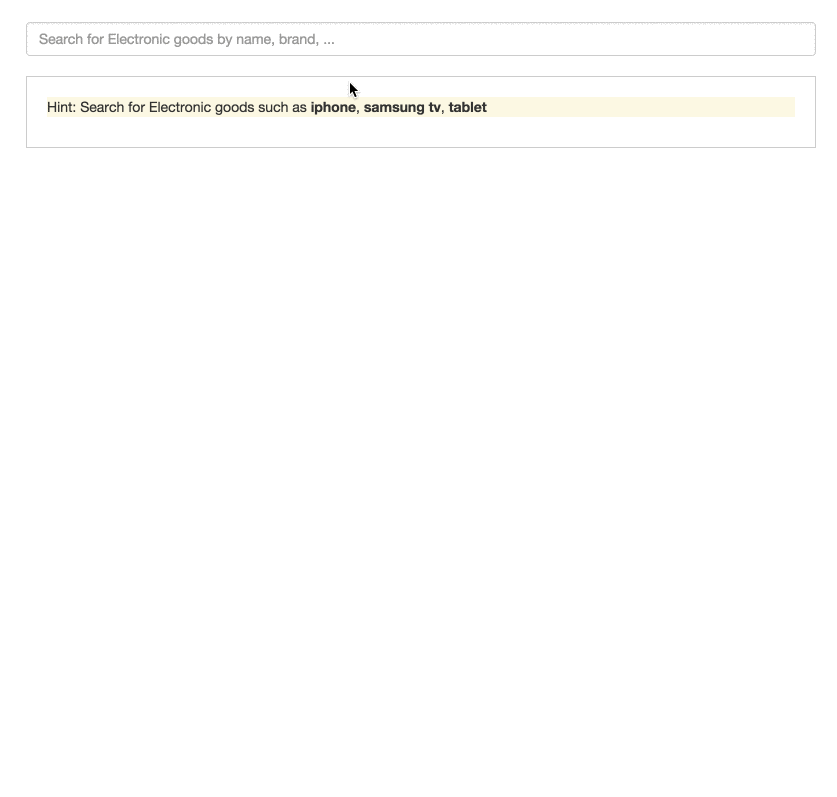 Search for Electronic goods by name, brand, ...
Hint: Search for Electronic goods such as iphone, samsung tv, tablet